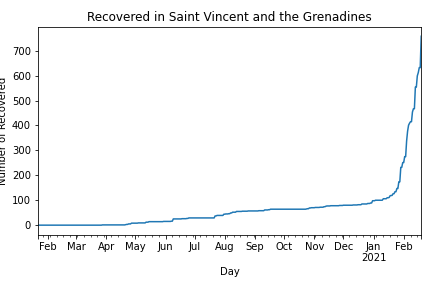 Recovered in Saint Vincent and the Grenadines
Number of Recovered
700
600
500
400
300
200
100
0
Feb Mar Apr May Jun Jul Aug Sep Oct Nov Dec Jan Feb
2021
Day